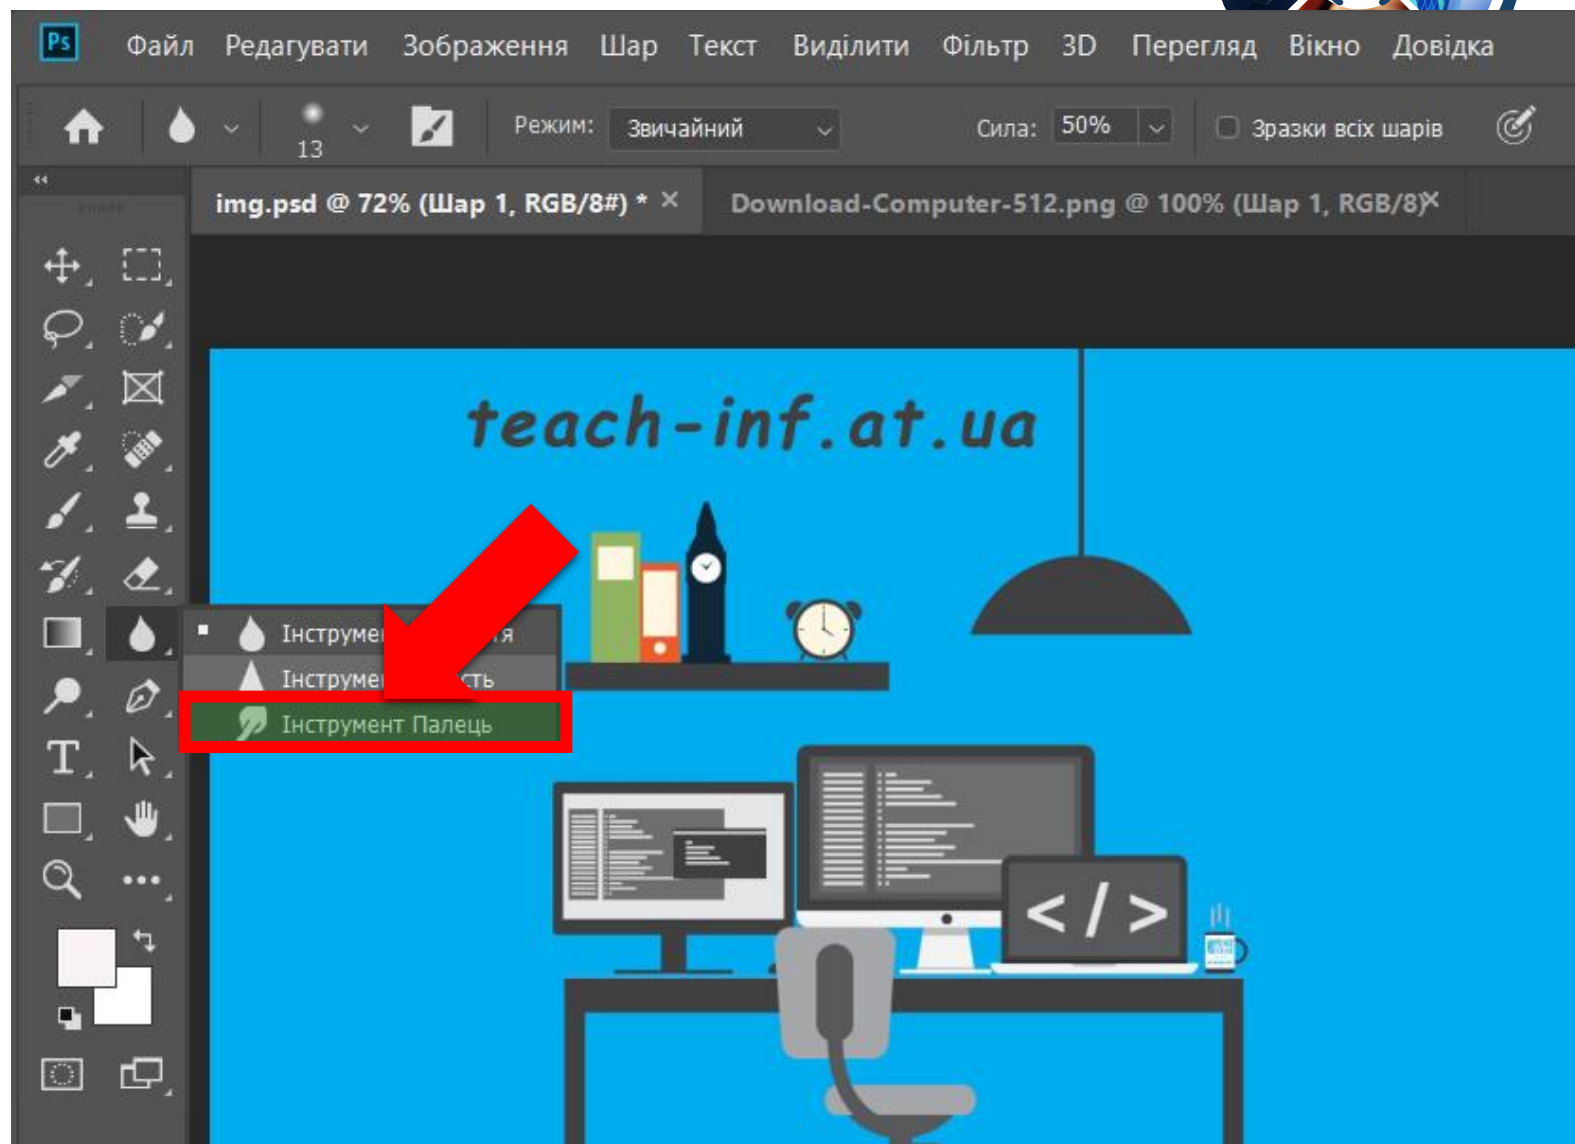 Ps Файл Редагувати Зображення Шар Текст Виділити Фільтр 3D Перегляд Вікно Довідка
13 Режим: Звичайний Сила: 50% Зразки всіх шарів
img.psd @ 72% (Шар 1, RGB/8#) * × Download-Computer-512.png @ 100% (Шар 1, RGB/8) ×
teach-inf.at.ua
Інструмент Палець
T
</>